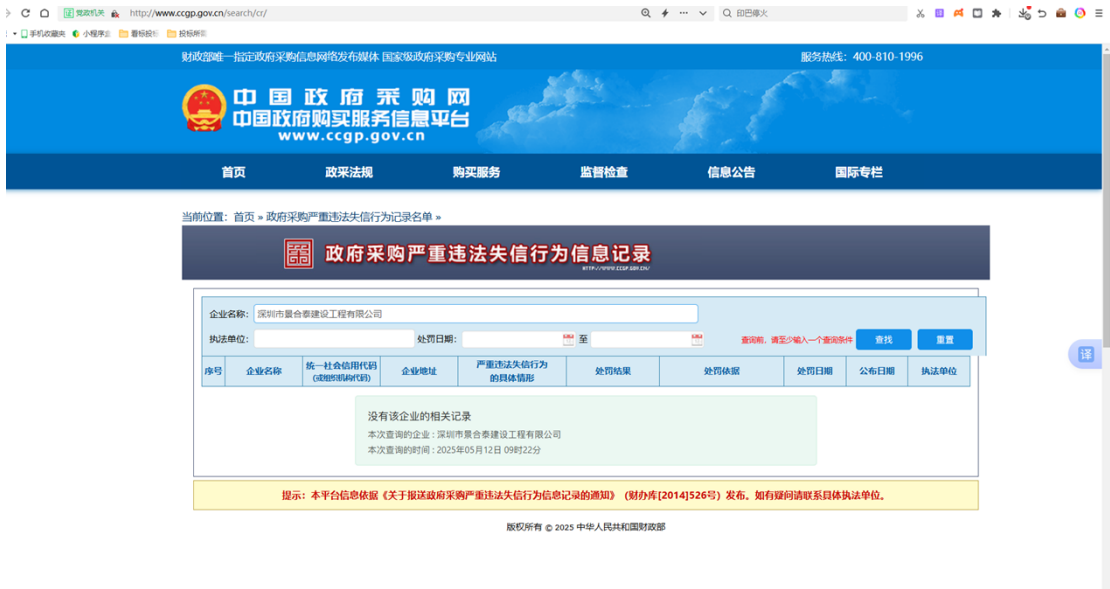 党政机关 http://www.ccgp.gov.cn/search/cr/ 印巴停火
手机收藏夹 小程序 看标投标
财政部唯一指定政府采购信息网络发布媒体 国家级政府采购专业网站 服务热线：400-810-1996
中国政府采购网
中国政府购买服务信息平台
www.ccgp.gov.cn
首页 政采法规 购买服务 监督检查 信息公告 国际专栏
当前位置：首页 » 政府采购严重违法失信行为记录名单 »
政府采购严重违法失信行为信息记录
HTTP://WWW.CCGP.GOV.CN/
企业名称： 深圳市景合泰建设工程有限公司
执法单位： 处罚日期： 至 查询前，请至少输入一个查询条件 查找 重置
序号 企业名称 统一社会信用代码 (或组织机构代码) 企业地址 严重违法失信行为的具体情形 处罚结果 处罚依据 处罚日期 公布日期 执法单位
没有该企业的相关记录
本次查询的企业：深圳市景合泰建设工程有限公司
本次查询的时间：2025年05月12日 09时22分
译
提示：本平台信息依据《关于报送政府采购严重违法失信行为信息记录的通知》（财办库[2014]526号）发布。如有疑问请联系具体执法单位。
版权所有 © 2025 中华人民共和国财政部